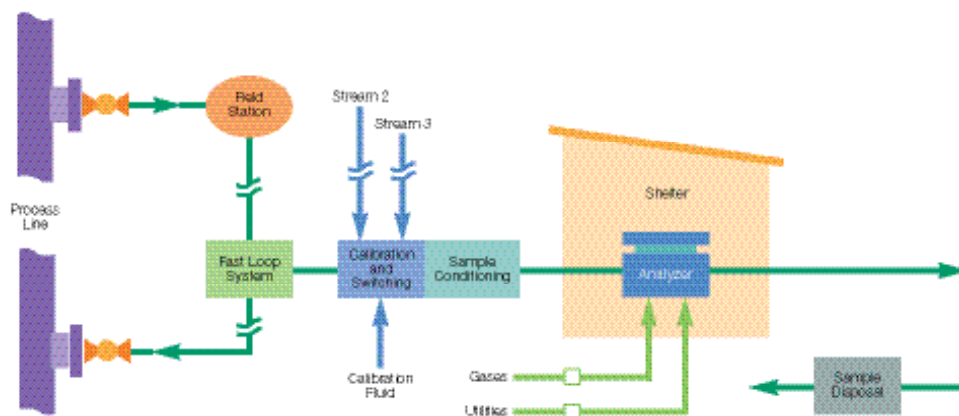 Field
Station
Stream 2
Stream 3
Process
Line
Shelter
Fast Loop
System
Calibration
and
Switching
Sample
Conditioning
Analyzer
Calibration
Fluid
Gases
Utilities
Sample
Disposal